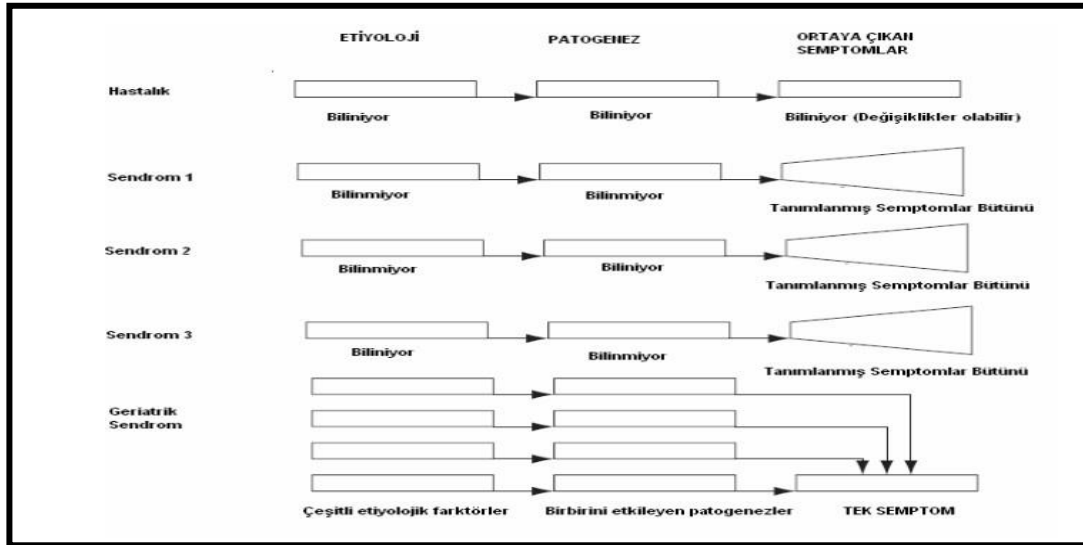 ETİYOLOJİ PATOGENEZ ORTAYA ÇIKAN
SEMPTOMLAR
Hastalık
Biliniyor Biliniyor Biliniyor (Değişiklikler olabilir)
Sendrom 1
Bilinmiyor Bilinmiyor Tanımlanmış Semptomlar Bütünü
Sendrom 2
Bilinmiyor Biliniyor Tanımlanmış Semptomlar Bütünü
Sendrom 3
Biliniyor Bilinmiyor Tanımlanmış Semptomlar Bütünü
Geriatrik
Sendrom
Çeşitli etiyolojik farktörler Birbirini etkileyen patogenezler TEK SEMPTOM